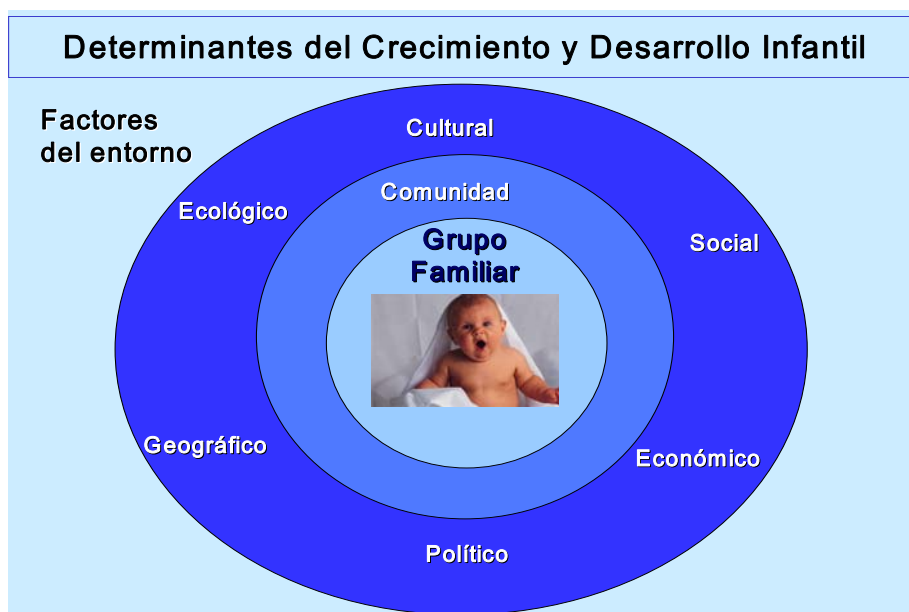 Determinantes del Crecimiento y Desarrollo Infantil
Factores
del entorno
Cultural
Comunidad
Ecológico
Grupo
Familiar
Social
Geográfico
Económico
Político